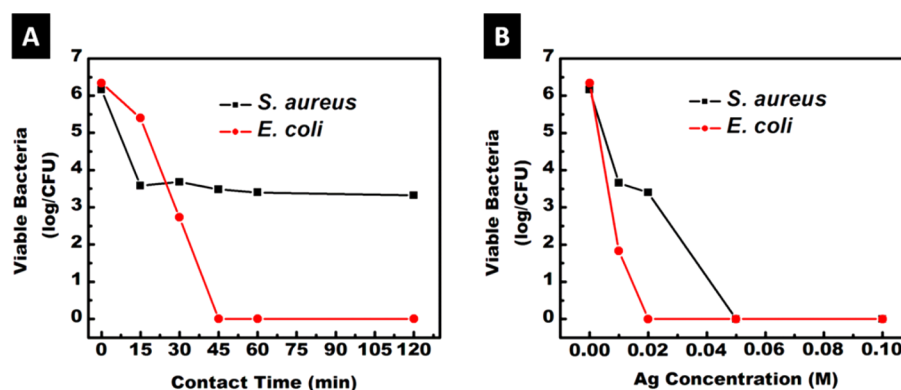 A
Viable Bacteria
(log/CFU)
7
6
5
4
3
2
1
0
S. aureus
E. coli
0 15 30 45 60 75 90 105 120
Contact Time (min)
B
Viable Bacteria
(log/CFU)
7
6
5
4
3
2
1
0
S. aureus
E. coli
0.00 0.02 0.04 0.06 0.08 0.10
Ag Concentration (M)